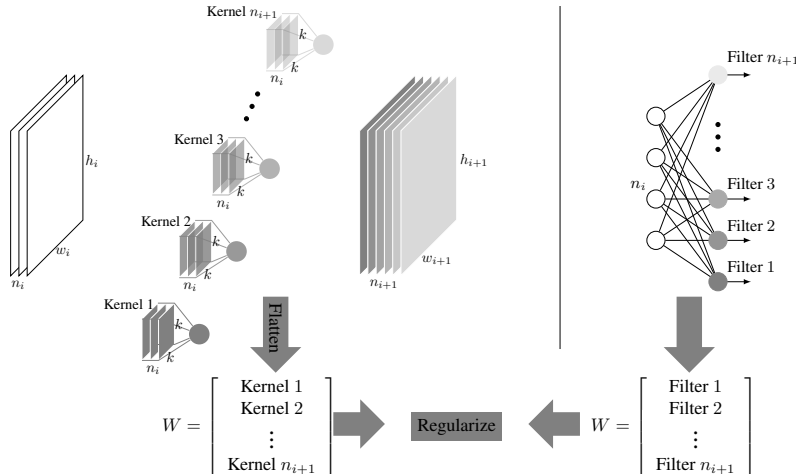 Kernel n_{i+1}
k
k
n_i
Kernel 3
k
k
n_i
Kernel 2
k
k
n_i
Kernel 1
k
k
n_i
h_i
w_i
n_i
h_{i+1}
w_{i+1}
n_{i+1}
Flatten
W =
Kernel 1
Kernel 2
⋮
Kernel n_{i+1}
Regularize
Filter n_{i+1}
n_i
Filter 3
Filter 2
Filter 1
W =
Filter 1
Filter 2
⋮
Filter n_{i+1}